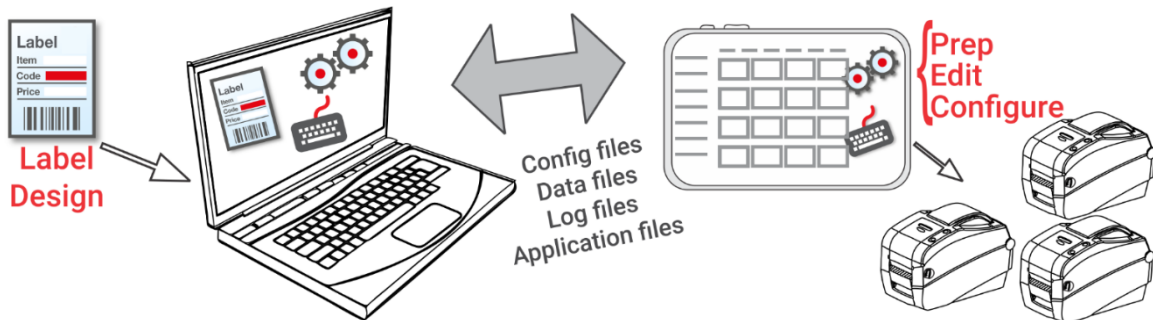 Label
Item
Code
Price
Label
Design
Label
Item
Code
Price
Config files
Data files
Log files
Application files
Prep
Edit
Configure